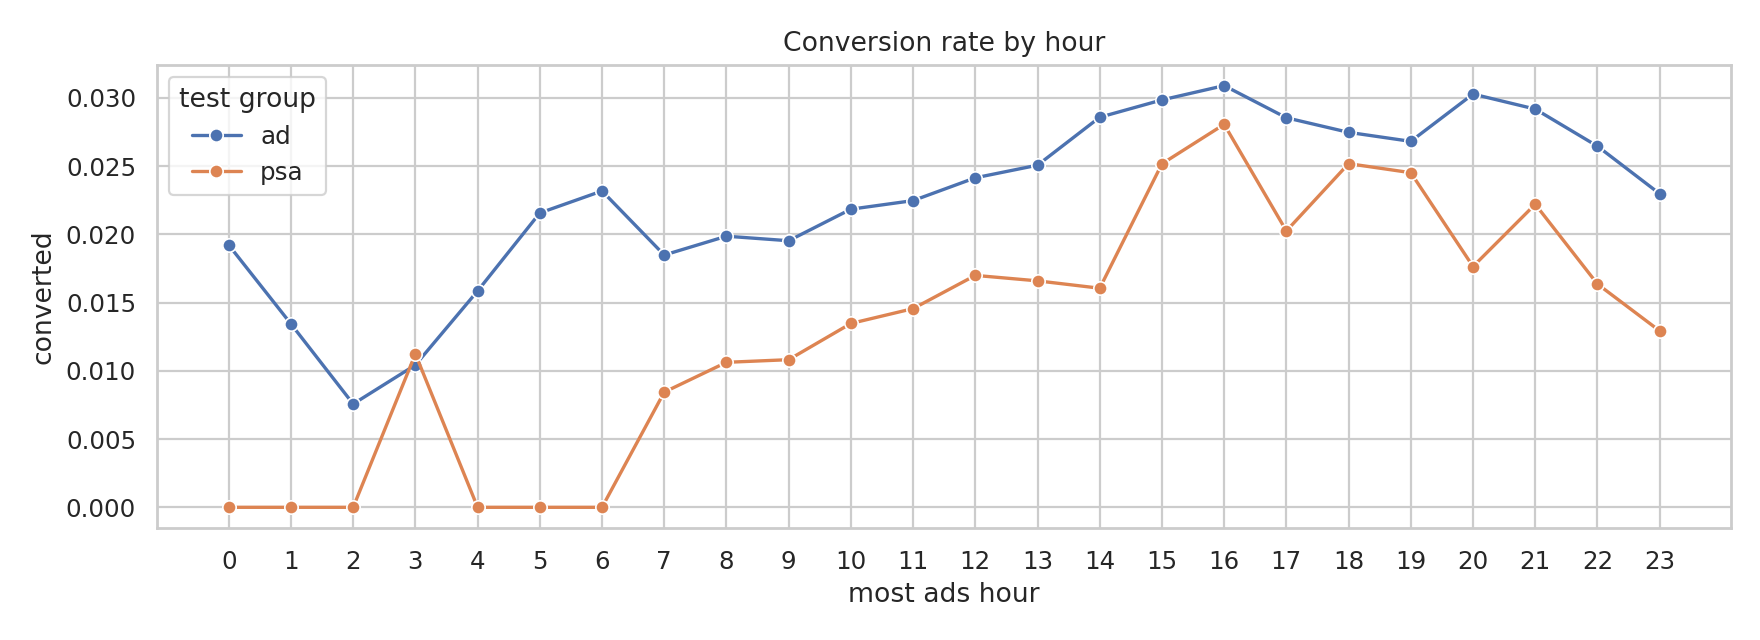 Conversion rate by hour
test group
ad
psa
converted
0.030
0.025
0.020
0.015
0.010
0.005
0.000
0 1 2 3 4 5 6 7 8 9 10 11 12 13 14 15 16 17 18 19 20 21 22 23
most ads hour